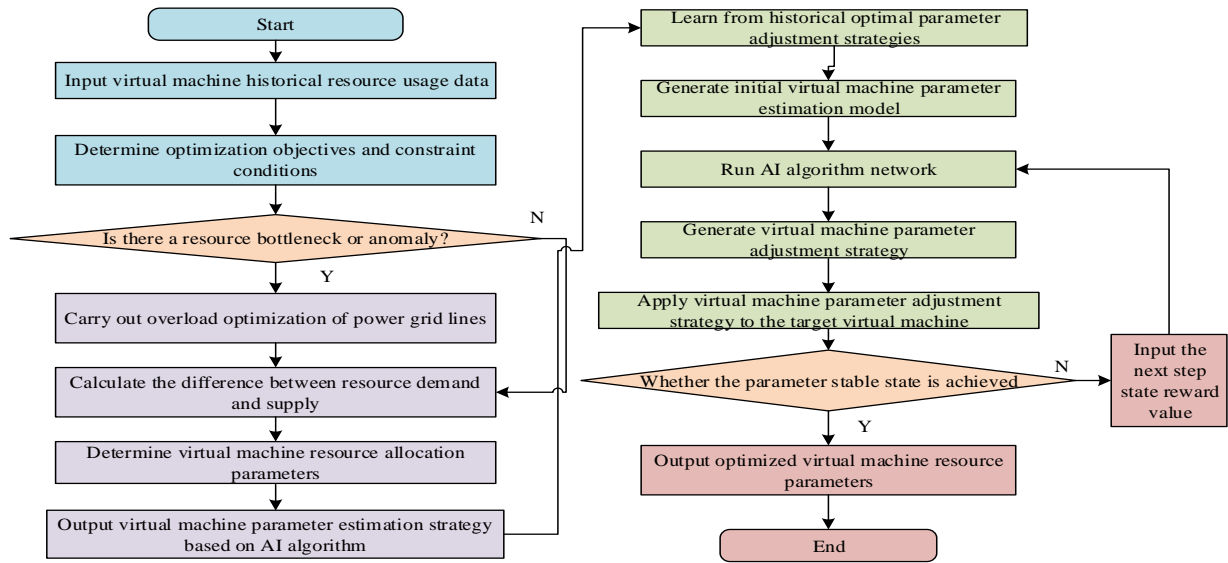 Start
Input virtual machine historical resource usage data
Determine optimization objectives and constraint
conditions
Is there a resource bottleneck or anomaly?
N
Y
Carry out overload optimization of power grid lines
Calculate the difference between resource demand
and supply
Determine virtual machine resource allocation
parameters
Output virtual machine parameter estimation strategy
based on AI algorithm
Learn from historical optimal parameter
adjustment strategies
Generate initial virtual machine parameter
estimation model
Run AI algorithm network
Generate virtual machine parameter
adjustment strategy
Apply virtual machine parameter adjustment
strategy to the target virtual machine
Whether the parameter stable state is achieved
N
Y
Input the
next step
state reward
value
Output optimized virtual machine resource
parameters
End